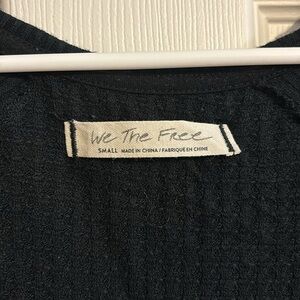 We The Free
SMALL MADE IN CHINA / FABRIQUÉ EN CHINE